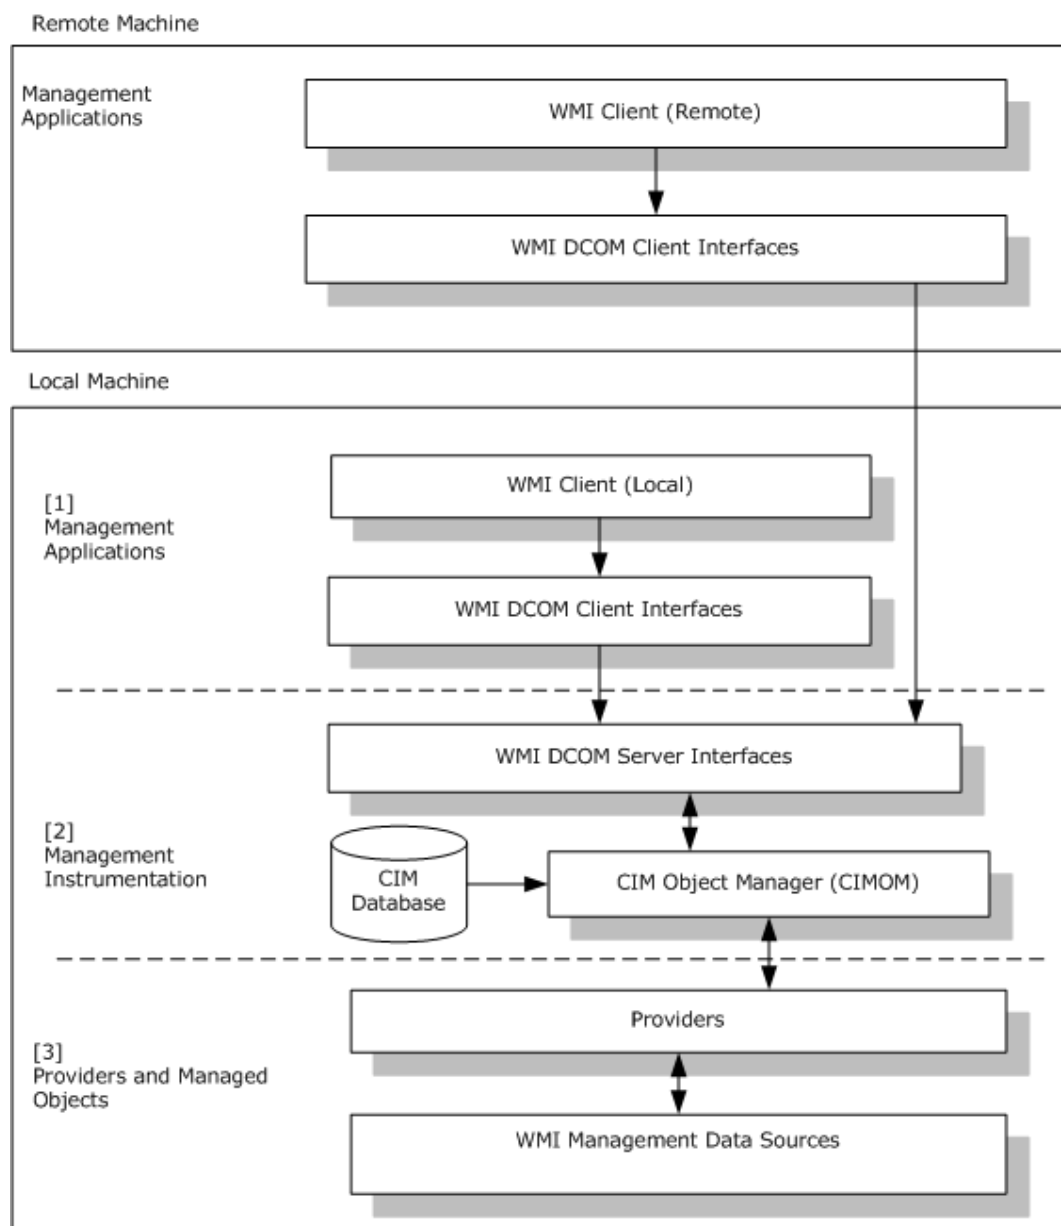 Remote Machine
Management
Applications
WMI Client (Remote)
WMI DCOM Client Interfaces
Local Machine
[1]
Management
Applications
WMI Client (Local)
WMI DCOM Client Interfaces
WMI DCOM Server Interfaces
[2]
Management
Instrumentation
CIM
Database
CIM Object Manager (CIMOM)
[3]
Providers and Managed
Objects
Providers
WMI Management Data Sources